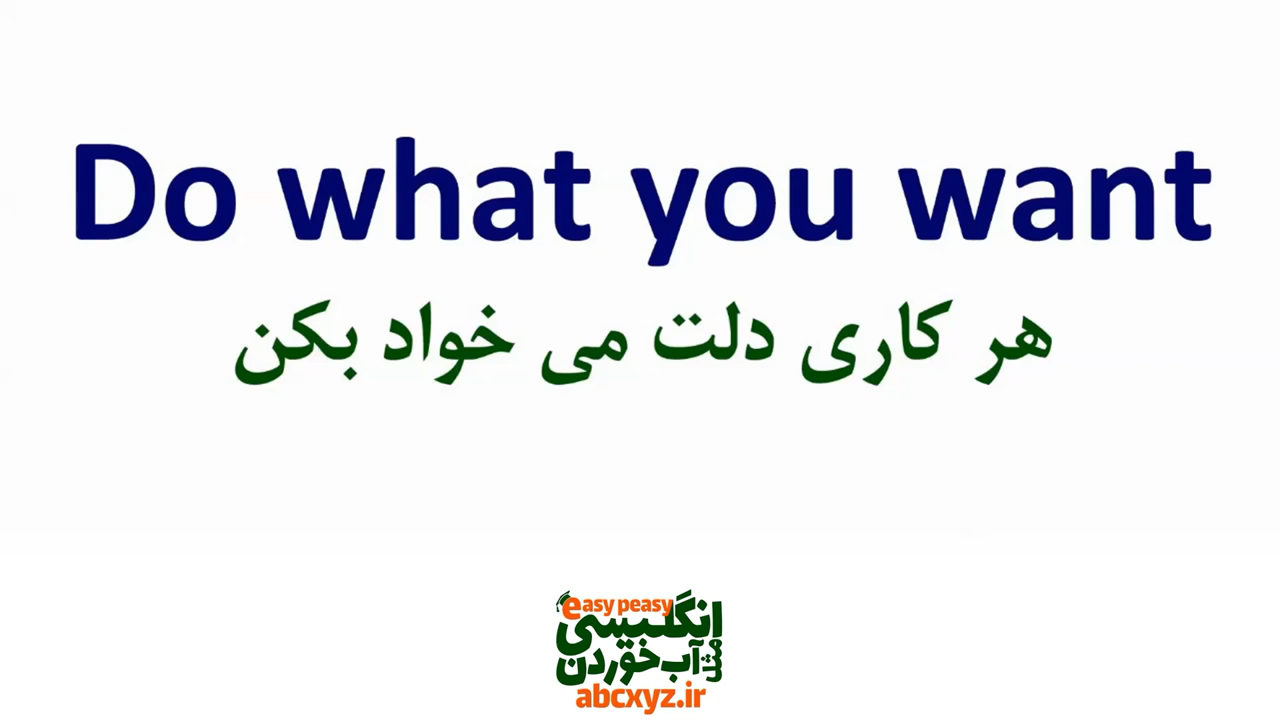 Do what you want
هر کاری دلت می خواد بکن
easy peasy
انگلیسی
مثل آب خوردن
abcxyz.ir